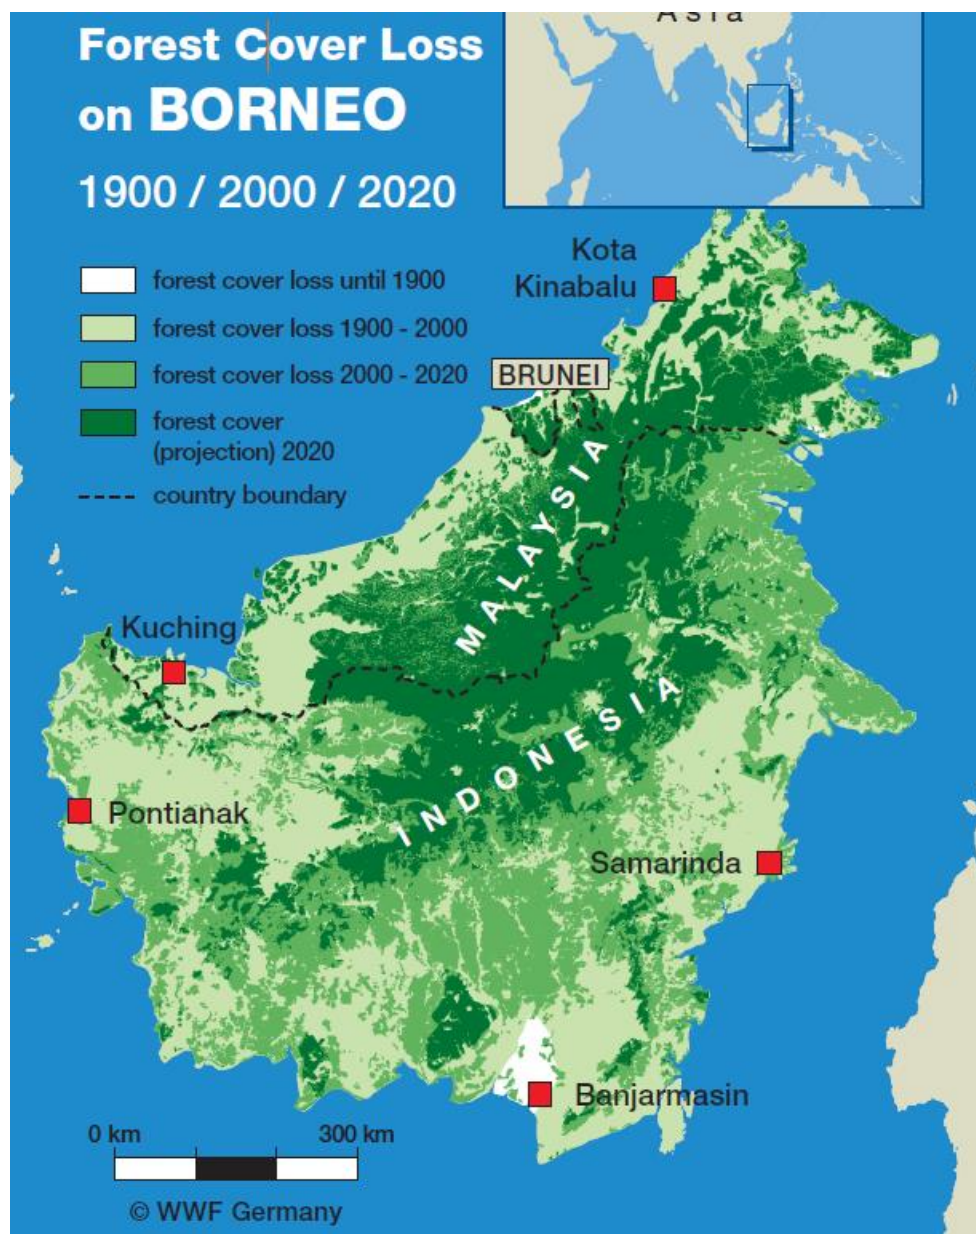 Asia
Forest Cover Loss
on BORNEO
1900 / 2000 / 2020
forest cover loss until 1900
forest cover loss 1900 - 2000
forest cover loss 2000 - 2020
forest cover
(projection) 2020
country boundary
Kota
Kinabalu
BRUNEI
MALAYSIA
Kuching
INDONESIA
Pontianak
Samarinda
Banjarmasin
0 km 300 km
© WWF Germany